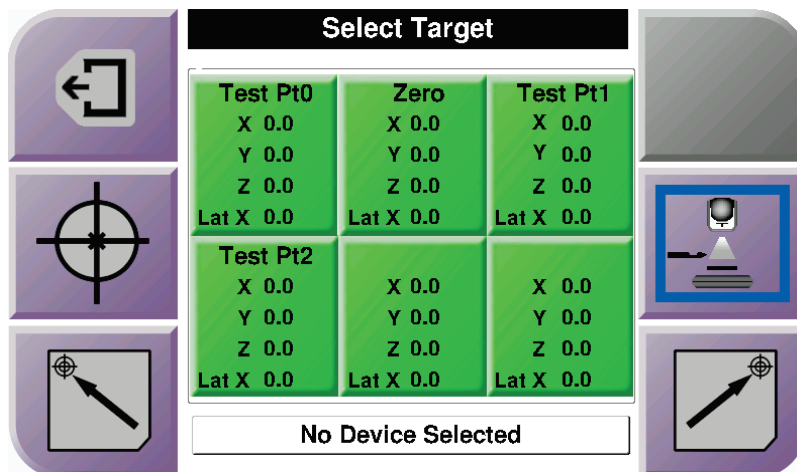 Select Target
Test Pt0 Zero Test Pt1
X 0.0 X 0.0 X 0.0
Y 0.0 Y 0.0 Y 0.0
Z 0.0 Z 0.0 Z 0.0
Lat X 0.0 Lat X 0.0 Lat X 0.0
Test Pt2
X 0.0 X 0.0 X 0.0
Y 0.0 Y 0.0 Y 0.0
Z 0.0 Z 0.0 Z 0.0
Lat X 0.0 Lat X 0.0 Lat X 0.0
No Device Selected